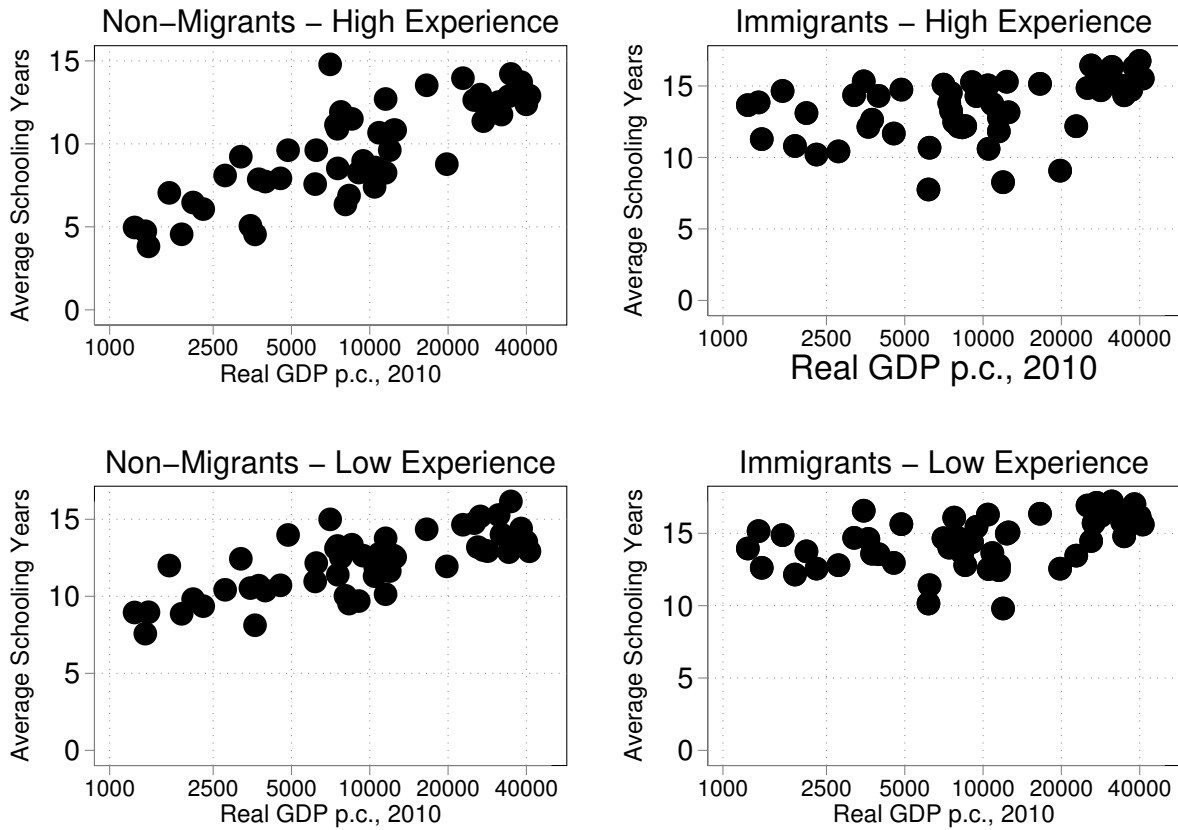 Non−Migrants − High Experience
Average Schooling Years
15
10
5
0
1000 2500 5000 10000 20000 40000
Real GDP p.c., 2010
Immigrants − High Experience
Average Schooling Years
15
10
5
0
1000 2500 5000 10000 20000 40000
Real GDP p.c., 2010
Non−Migrants − Low Experience
Average Schooling Years
15
10
5
0
1000 2500 5000 10000 20000 40000
Real GDP p.c., 2010
Immigrants − Low Experience
Average Schooling Years
15
10
5
0
1000 2500 5000 10000 20000 40000
Real GDP p.c., 2010